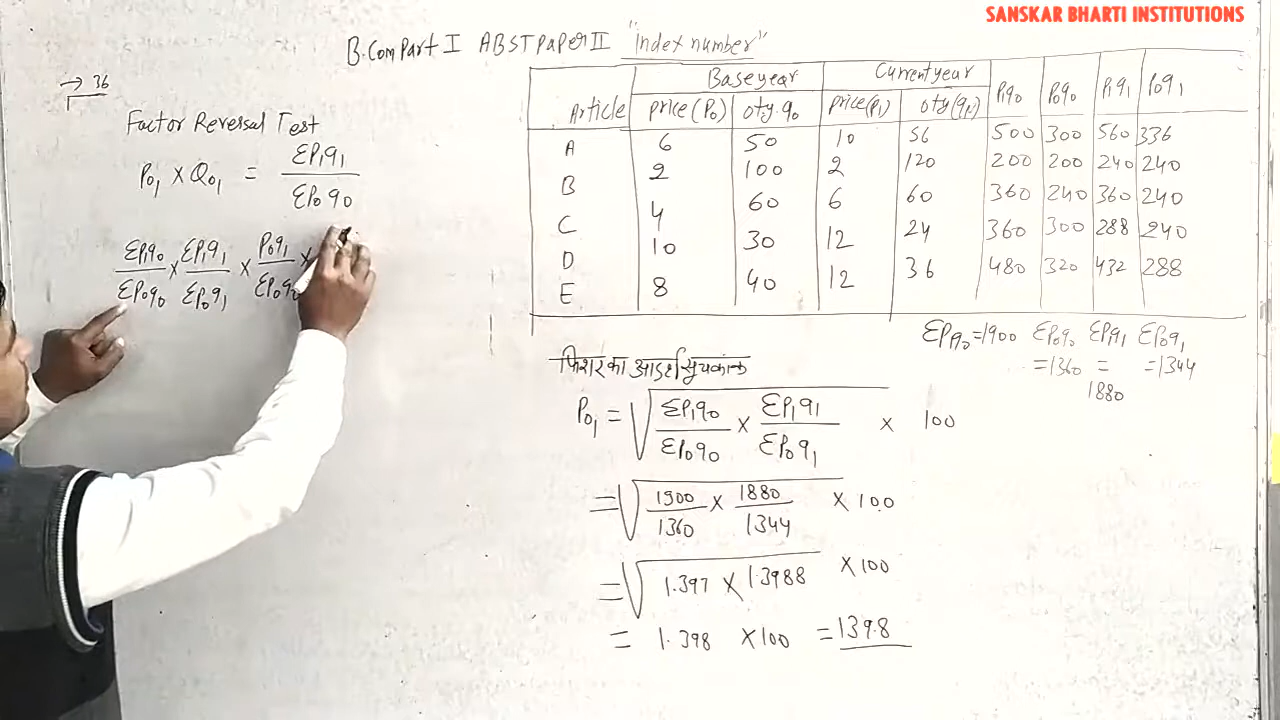 SANSKAR BHARTI INSTITUTIONS
B.Com Part I ABST Paper II "Index number"
→ 36
Factor Reversal Test
P₀₁ × Q₀₁ = ΣP₁q₁ / ΣP₀q₀
ΣP₁q₀ / ΣP₀q₀ × ΣP₁q₁ / ΣP₀q₁ × P₀q₁ / ΣP₀q₀ ×
Base year Current year
Article price (P₀) qty. q₀ price (P₁) qty (q₁) P₁q₀ P₀q₀ P₁q₁ P₀q₁
A 6 50 10 56 500 300 560 336
B 2 100 2 120 200 200 240 240
C 4 60 6 60 360 240 360 240
D 10 30 12 24 360 300 288 240
E 8 40 12 36 480 320 432 288
ΣP₁q₀ = 1900 ΣP₀q₀ = 1360 ΣP₁q₁ = 1880 ΣP₀q₁ = 1344
फिशर का आदर्श सूचकांक
P₀₁ = √ΣP₁q₀ / ΣP₀q₀ × ΣP₁q₁ / ΣP₀q₁ × 100
= √1900 / 1360 × 1880 / 1344 × 100
= √1.397 × 1.3988 × 100
= 1.398 × 100 = 139.8